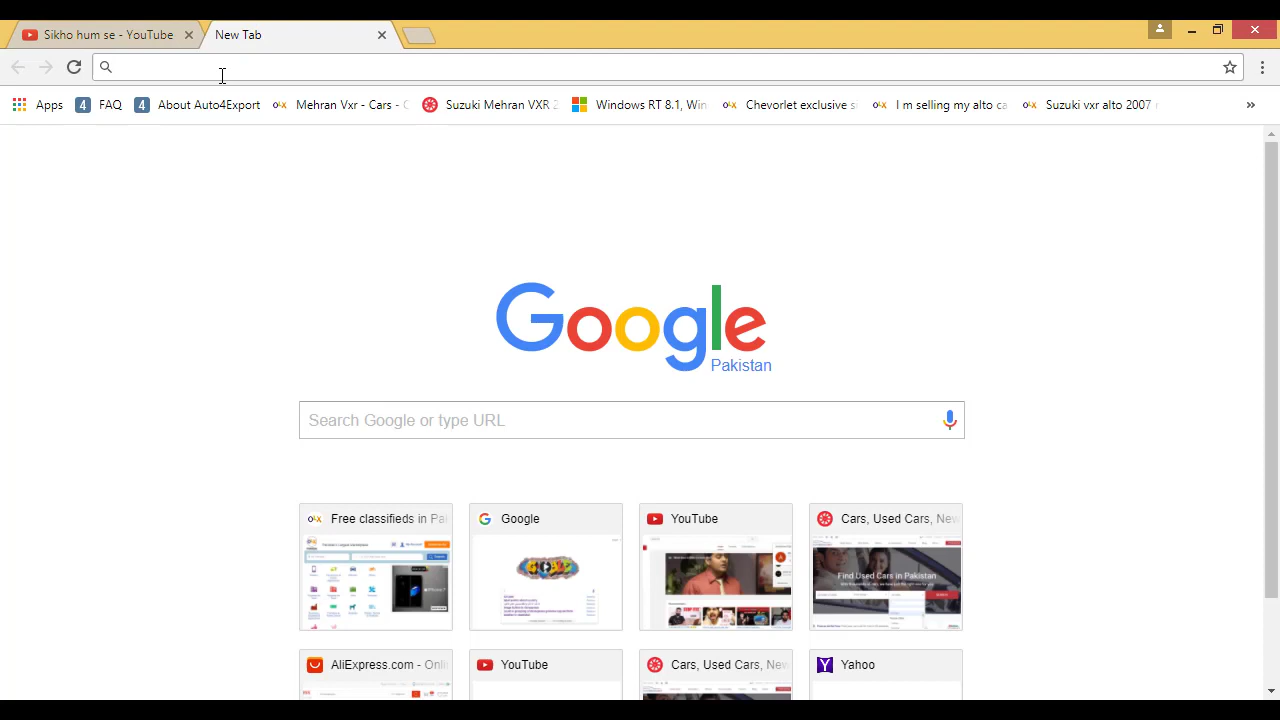 Sikho hum se - YouTube
New Tab
Apps
FAQ
About Auto4Export
Mehran Vxr - Cars - C
Suzuki Mehran VXR 2
Windows RT 8.1, Win
Chevorlet exclusive s
I m selling my alto ca
Suzuki vxr alto 2007
»
Google
Pakistan
Search Google or type URL
Free classifieds in Pa
Google
YouTube
Cars, Used Cars, New
Find Used Cars in Pakistan
AliExpress.com - Onli
YouTube
Cars, Used Cars, New
Yahoo